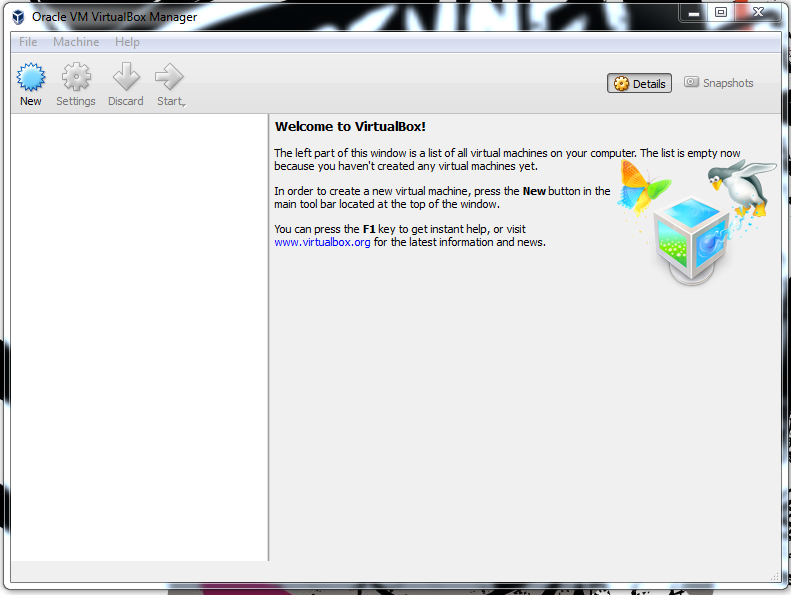 Oracle VM VirtualBox Manager
File Machine Help
New Settings Discard Start
Details Snapshots
Welcome to VirtualBox!
The left part of this window is a list of all virtual machines on your computer. The list is empty now
because you haven't created any virtual machines yet.
In order to create a new virtual machine, press the New button in the
main tool bar located at the top of the window.
You can press the F1 key to get instant help, or visit
www.virtualbox.org for the latest information and news.